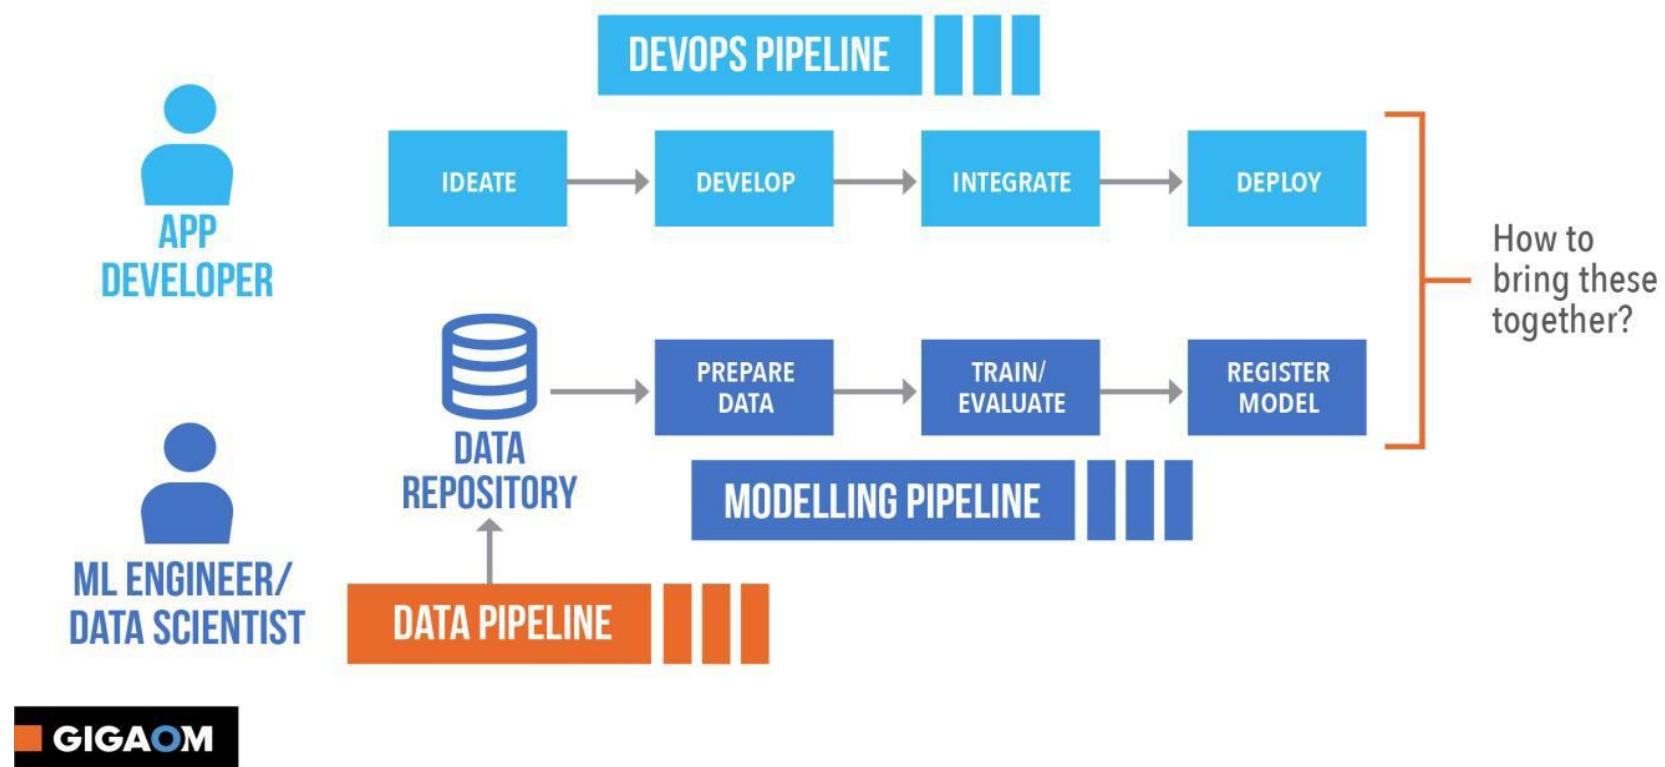 DEVOPS PIPELINE
APP
DEVELOPER
IDEATE
DEVELOP
INTEGRATE
DEPLOY
How to
bring these
together?
DATA
REPOSITORY
PREPARE
DATA
TRAIN/
EVALUATE
REGISTER
MODEL
MODELLING PIPELINE
ML ENGINEER/
DATA SCIENTIST
DATA PIPELINE
GIGAOM